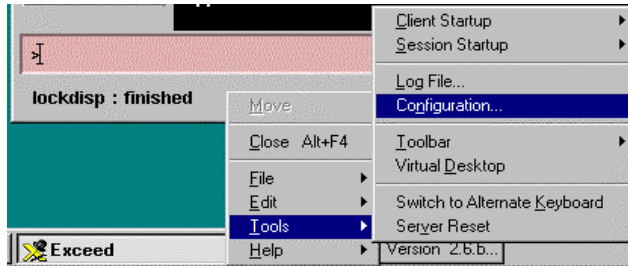 >
lockdisp : finished
Move
Close Alt+F4
File
Edit
Tools
Help
Client Startup
Session Startup
Log File...
Configuration...
Toolbar
Virtual Desktop
Switch to Alternate Keyboard
Server Reset
Exceed
Version 2.6.b...